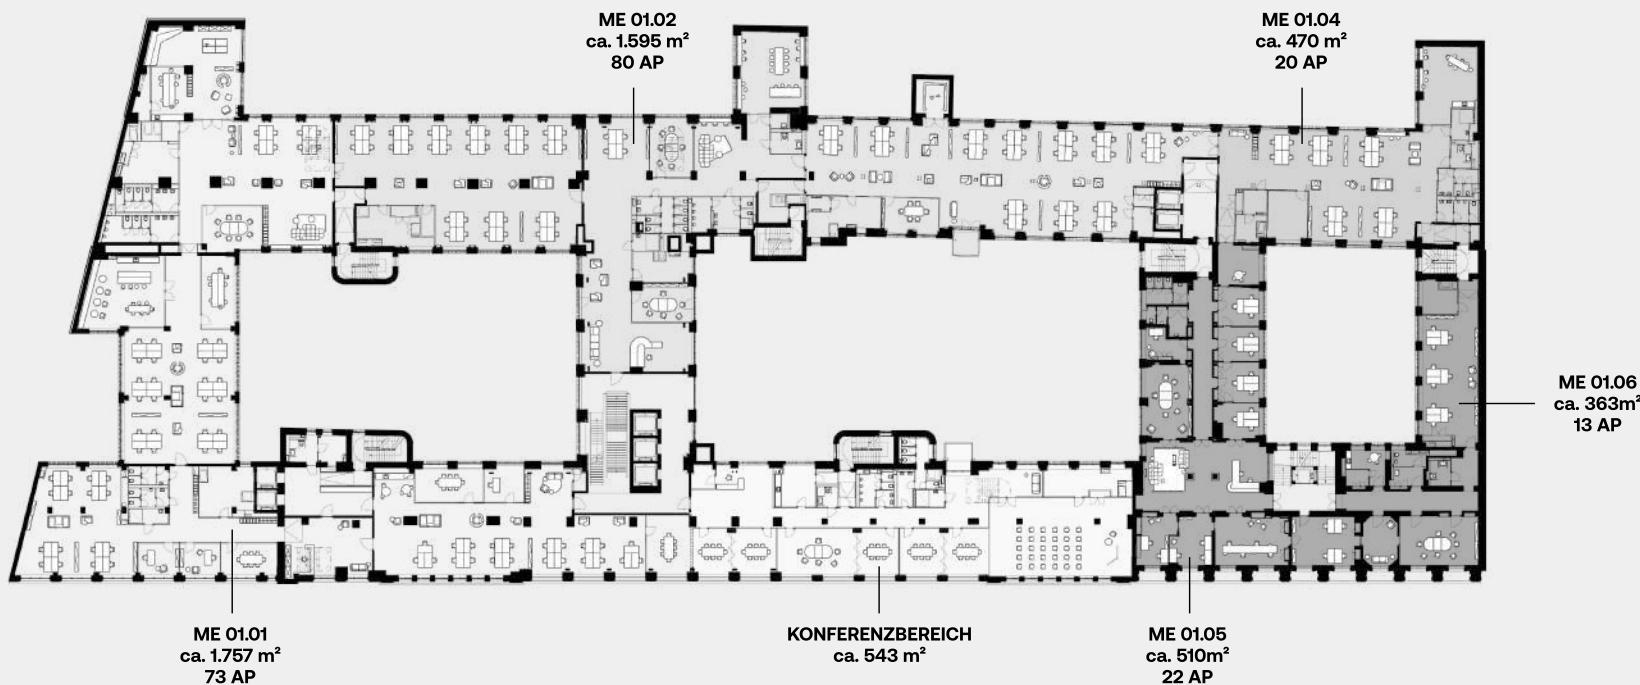 ME 01.02
ca. 1.595 m²
80 AP
ME 01.04
ca. 470 m²
20 AP
ME 01.06
ca. 363m²
13 AP
ME 01.01
ca. 1.757 m²
73 AP
KONFERENZBEREICH
ca. 543 m²
ME 01.05
ca. 510m²
22 AP